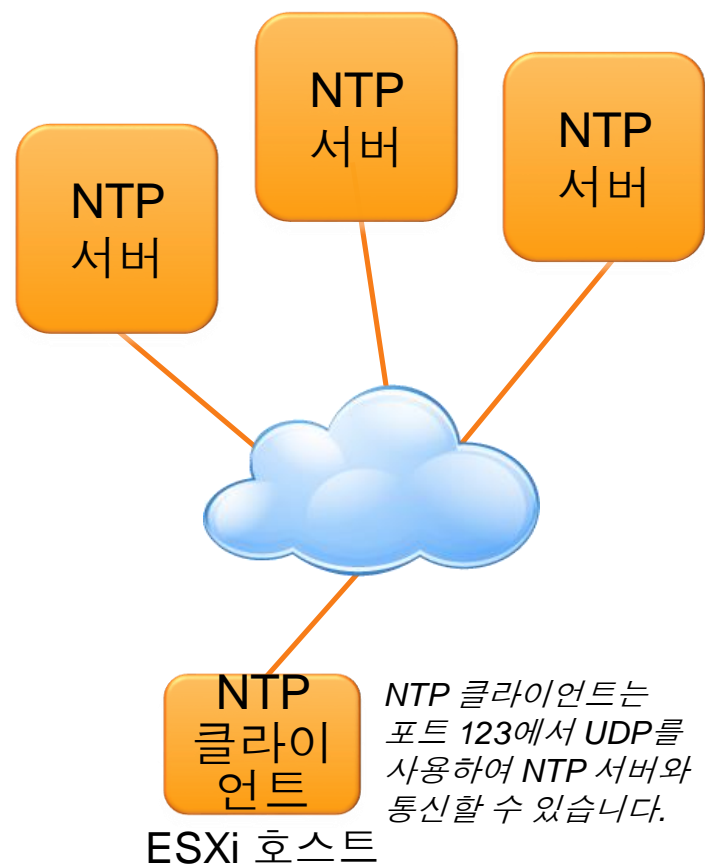 NTP
서버
NTP
서버
NTP
서버
NTP
클라이
언트
NTP 클라이언트는
포트 123에서 UDP를
사용하여 NTP 서버와
통신할 수 있습니다.
ESXi 호스트